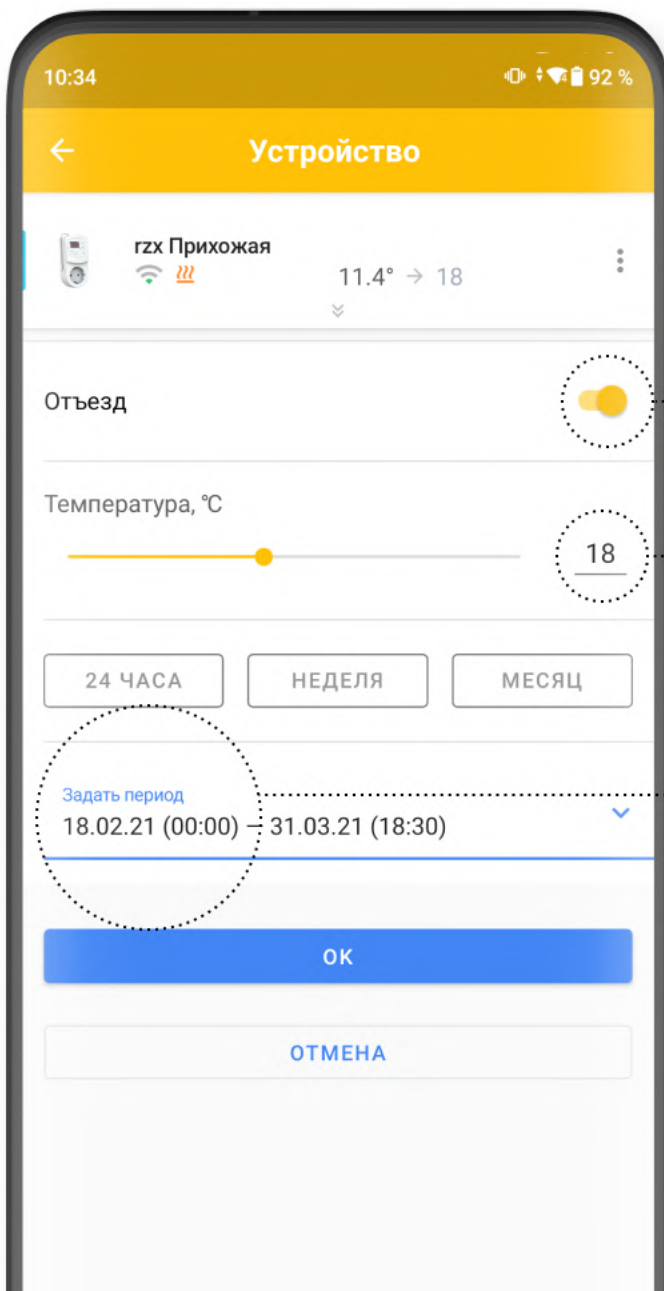 10:34
92 %
Устройство
rzx Прихожая
11.4° → 18
Отъезд
Температура, °C
18
24 ЧАСА
НЕДЕЛЯ
МЕСЯЦ
Задать период
18.02.21 (00:00) – 31.03.21 (18:30)
ОК
ОТМЕНА